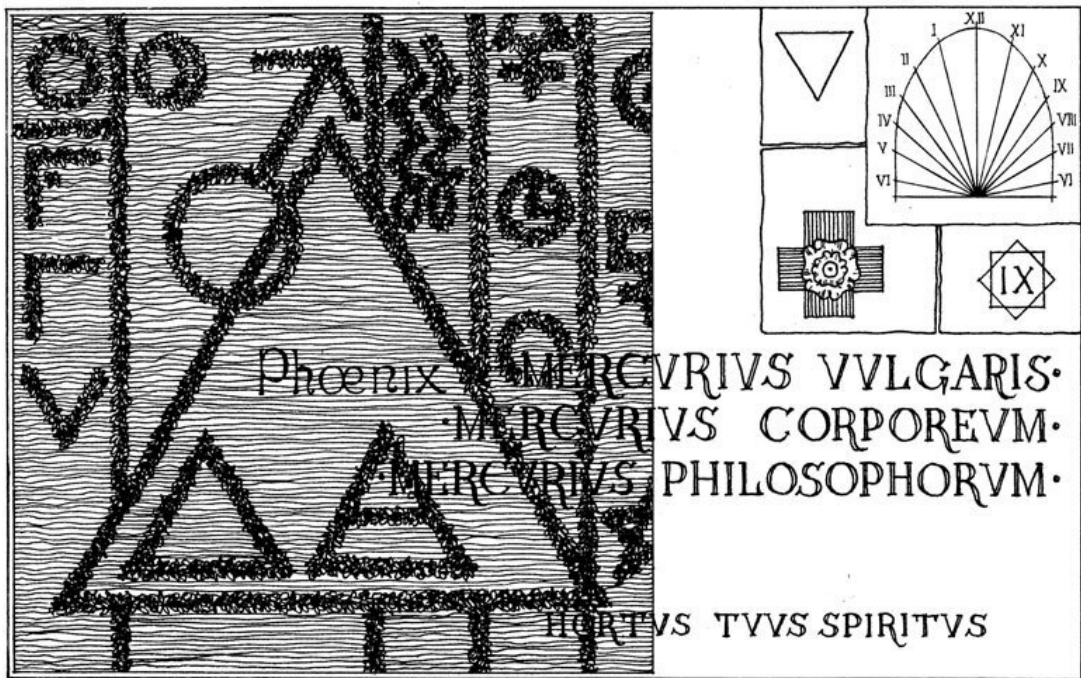 XII
I XI
II X
III IX
IV VIII
V VII
VI VI
IX
Phœnix MERCVRIVS VVLGARIS·
·MERCVRIVS CORPOREVM·
·MERCVRIVS PHILOSOPHORVM·
HORTVS TVVS SPIRITVS